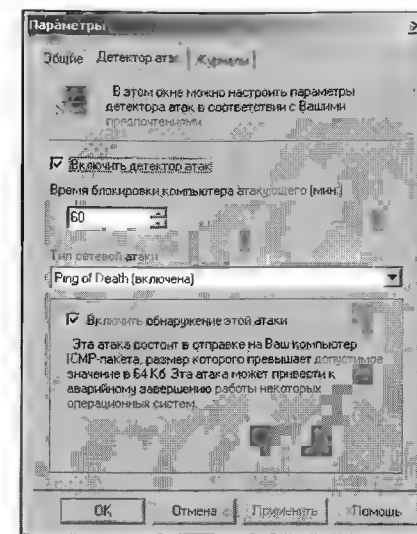 Параметры
Общие Детектор атак Журналы
В этом окне можно настроить параметры
детектора атак в соответствии с Вашими
предпочтениями
Включить детектор атак
Время блокировки компьютера атакующего (мин.)
60
Тип сетевой атаки
Ping of Death (включена)
Включить обнаружение этой атаки
Эта атака состоит в отправке на Ваш компьютер
ICMP-пакета, размер которого превышает допустимое
значение в 64 Кб. Эта атака может привести к
аварийному завершению работы некоторых
операционных систем.
OK Отмена Применить Помощь